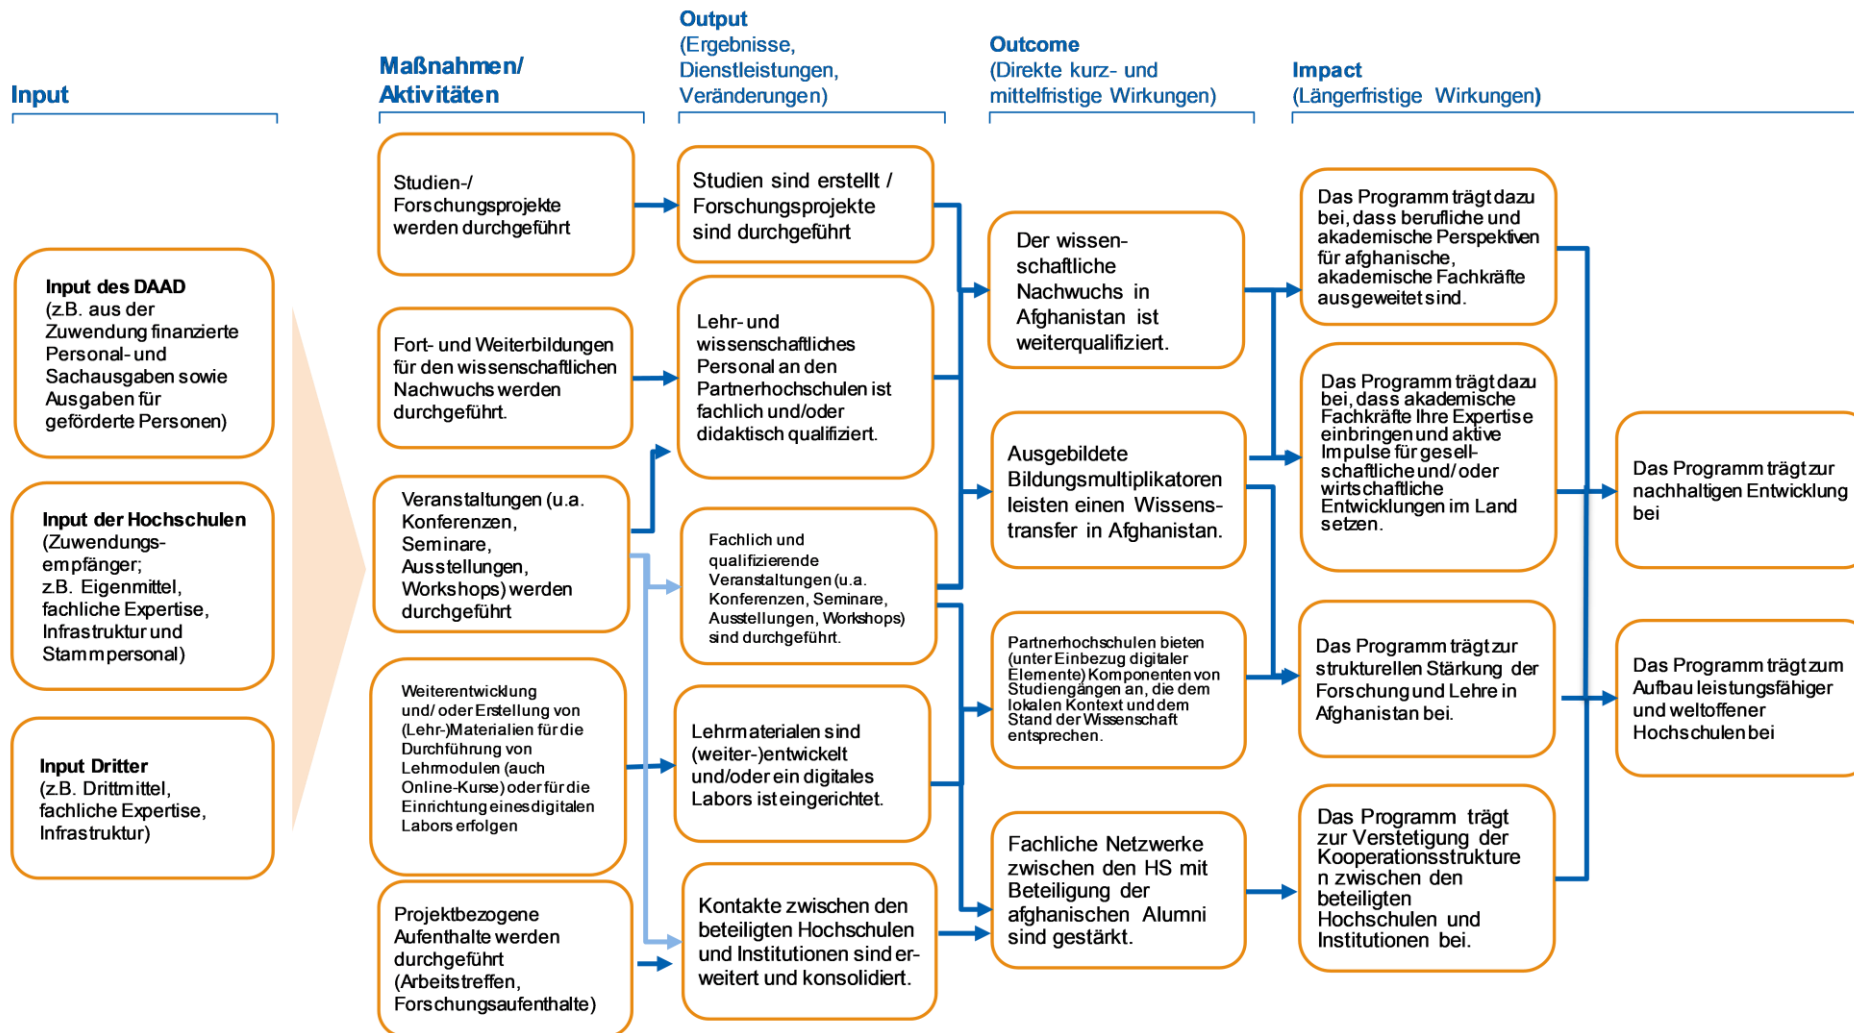 Input
Input des DAAD
(z.B. aus der
Zuwendung finanzierte
Personal- und
Sachausgaben sowie
Ausgaben für
geförderte Personen)
Input der Hochschulen
(Zuwendungs-
empfänger;
z.B. Eigenmittel,
fachliche Expertise,
Infrastruktur und
Stammpersonal)
Input Dritter
(z.B. Drittmittel,
fachliche Expertise,
Infrastruktur)
Maßnahmen/
Aktivitäten
Studien-/
Forschungsprojekte
werden durchgeführt
Fort- und Weiterbildungen
für den wissenschaftlichen
Nachwuchs werden
durchgeführt.
Veranstaltungen (u.a.
Konferenzen,
Seminare,
Ausstellungen,
Workshops) werden
durchgeführt
Weiterentwicklung
und/ oder Erstellung von
(Lehr-)Materialien für die
Durchführung von
Lehrmodulen (auch
Online-Kurse) oder für die
Einrichtung eines digitalen
Labors erfolgen
Projektbezogene
Aufenthalte werden
durchgeführt
(Arbeitstreffen,
Forschungsaufenthalte)
Output
(Ergebnisse,
Dienstleistungen,
Veränderungen)
Studien sind erstellt /
Forschungsprojekte
sind durchgeführt
Lehr- und
wissenschaftliches
Personal an den
Partnerhochschulen ist
fachlich und/oder
didaktisch qualifiziert.
Fachlich und
qualifizierende
Veranstaltungen (u.a.
Konferenzen, Seminare,
Ausstellungen, Workshops)
sind durchgeführt.
Lehrmaterialen sind
(weiter-)entwickelt
und/oder ein digitales
Labors ist eingerichtet.
Kontakte zwischen den
beteiligten Hochschulen
und Institutionen sind er-
weitert und konsolidiert.
Outcome
(Direkte kurz- und
mittelfristige Wirkungen)
Der wissen-
schaftliche
Nachwuchs in
Afghanistan ist
weiterqualifiziert.
Ausgebildete
Bildungsmultiplikatoren
leisten einen Wissens-
transfer in Afghanistan.
Partnerhochschulen bieten
(unter Einbezug digitaler
Elemente) Komponenten von
Studiengängen an, die dem
lokalen Kontext und dem
Stand der Wissenschaft
entsprechen.
Fachliche Netzwerke
zwischen den HS mit
Beteiligung der
afghanischen Alumni
sind gestärkt.
Impact
(Längerfristige Wirkungen)
Das Programm trägt dazu
bei, dass berufliche und
akademische Perspektiven
für afghanische,
akademische Fachkräfte
ausgeweitet sind.
Das Programm trägt dazu
bei, dass akademische
Fachkräfte Ihre Expertise
einbringen und aktive
Impulse für gesell-
schaftliche und/ oder
wirtschaftliche
Entwicklungen im Land
setzen.
Das Programm trägt zur
strukturellen Stärkung der
Forschung und Lehre in
Afghanistan bei.
Das Programm trägt
zur Verstetigung der
Kooperationsstrukture
n zwischen den
beteiligten
Hochschulen und
Institutionen bei.
Das Programm trägt zur
nachhaltigen Entwicklung
bei
Das Programm trägt zum
Aufbau leistungsfähiger
und weltoffener
Hochschulen bei